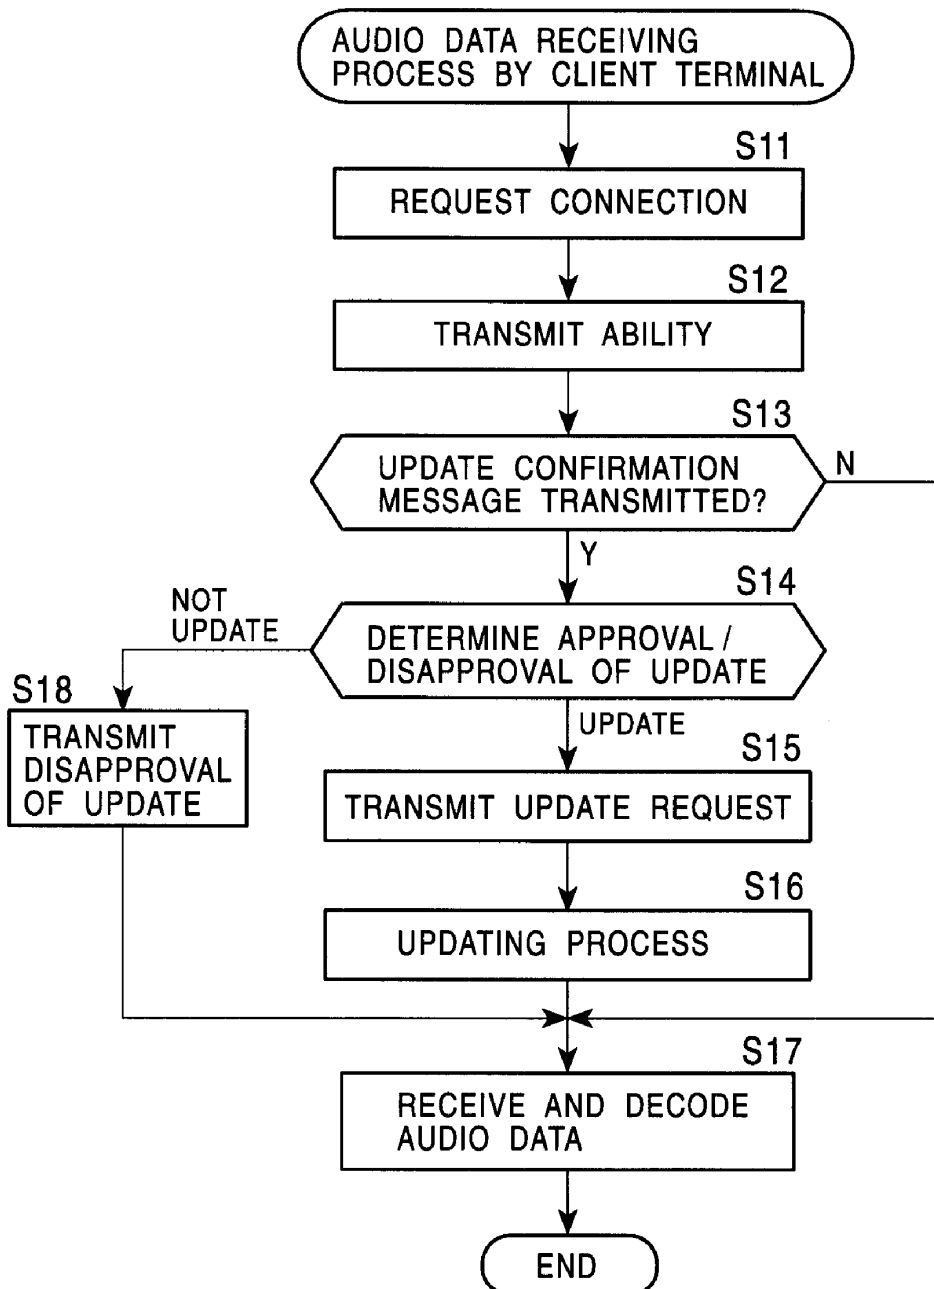 AUDIO DATA RECEIVING
PROCESS BY CLIENT TERMINAL
S11
REQUEST CONNECTION
S12
TRANSMIT ABILITY
S13
UPDATE CONFIRMATION
MESSAGE TRANSMITTED?
N
Y
S14
DETERMINE APPROVAL /
DISAPPROVAL OF UPDATE
NOT
UPDATE
S18
TRANSMIT
DISAPPROVAL
OF UPDATE
UPDATE
S15
TRANSMIT UPDATE REQUEST
S16
UPDATING PROCESS
S17
RECEIVE AND DECODE
AUDIO DATA
END